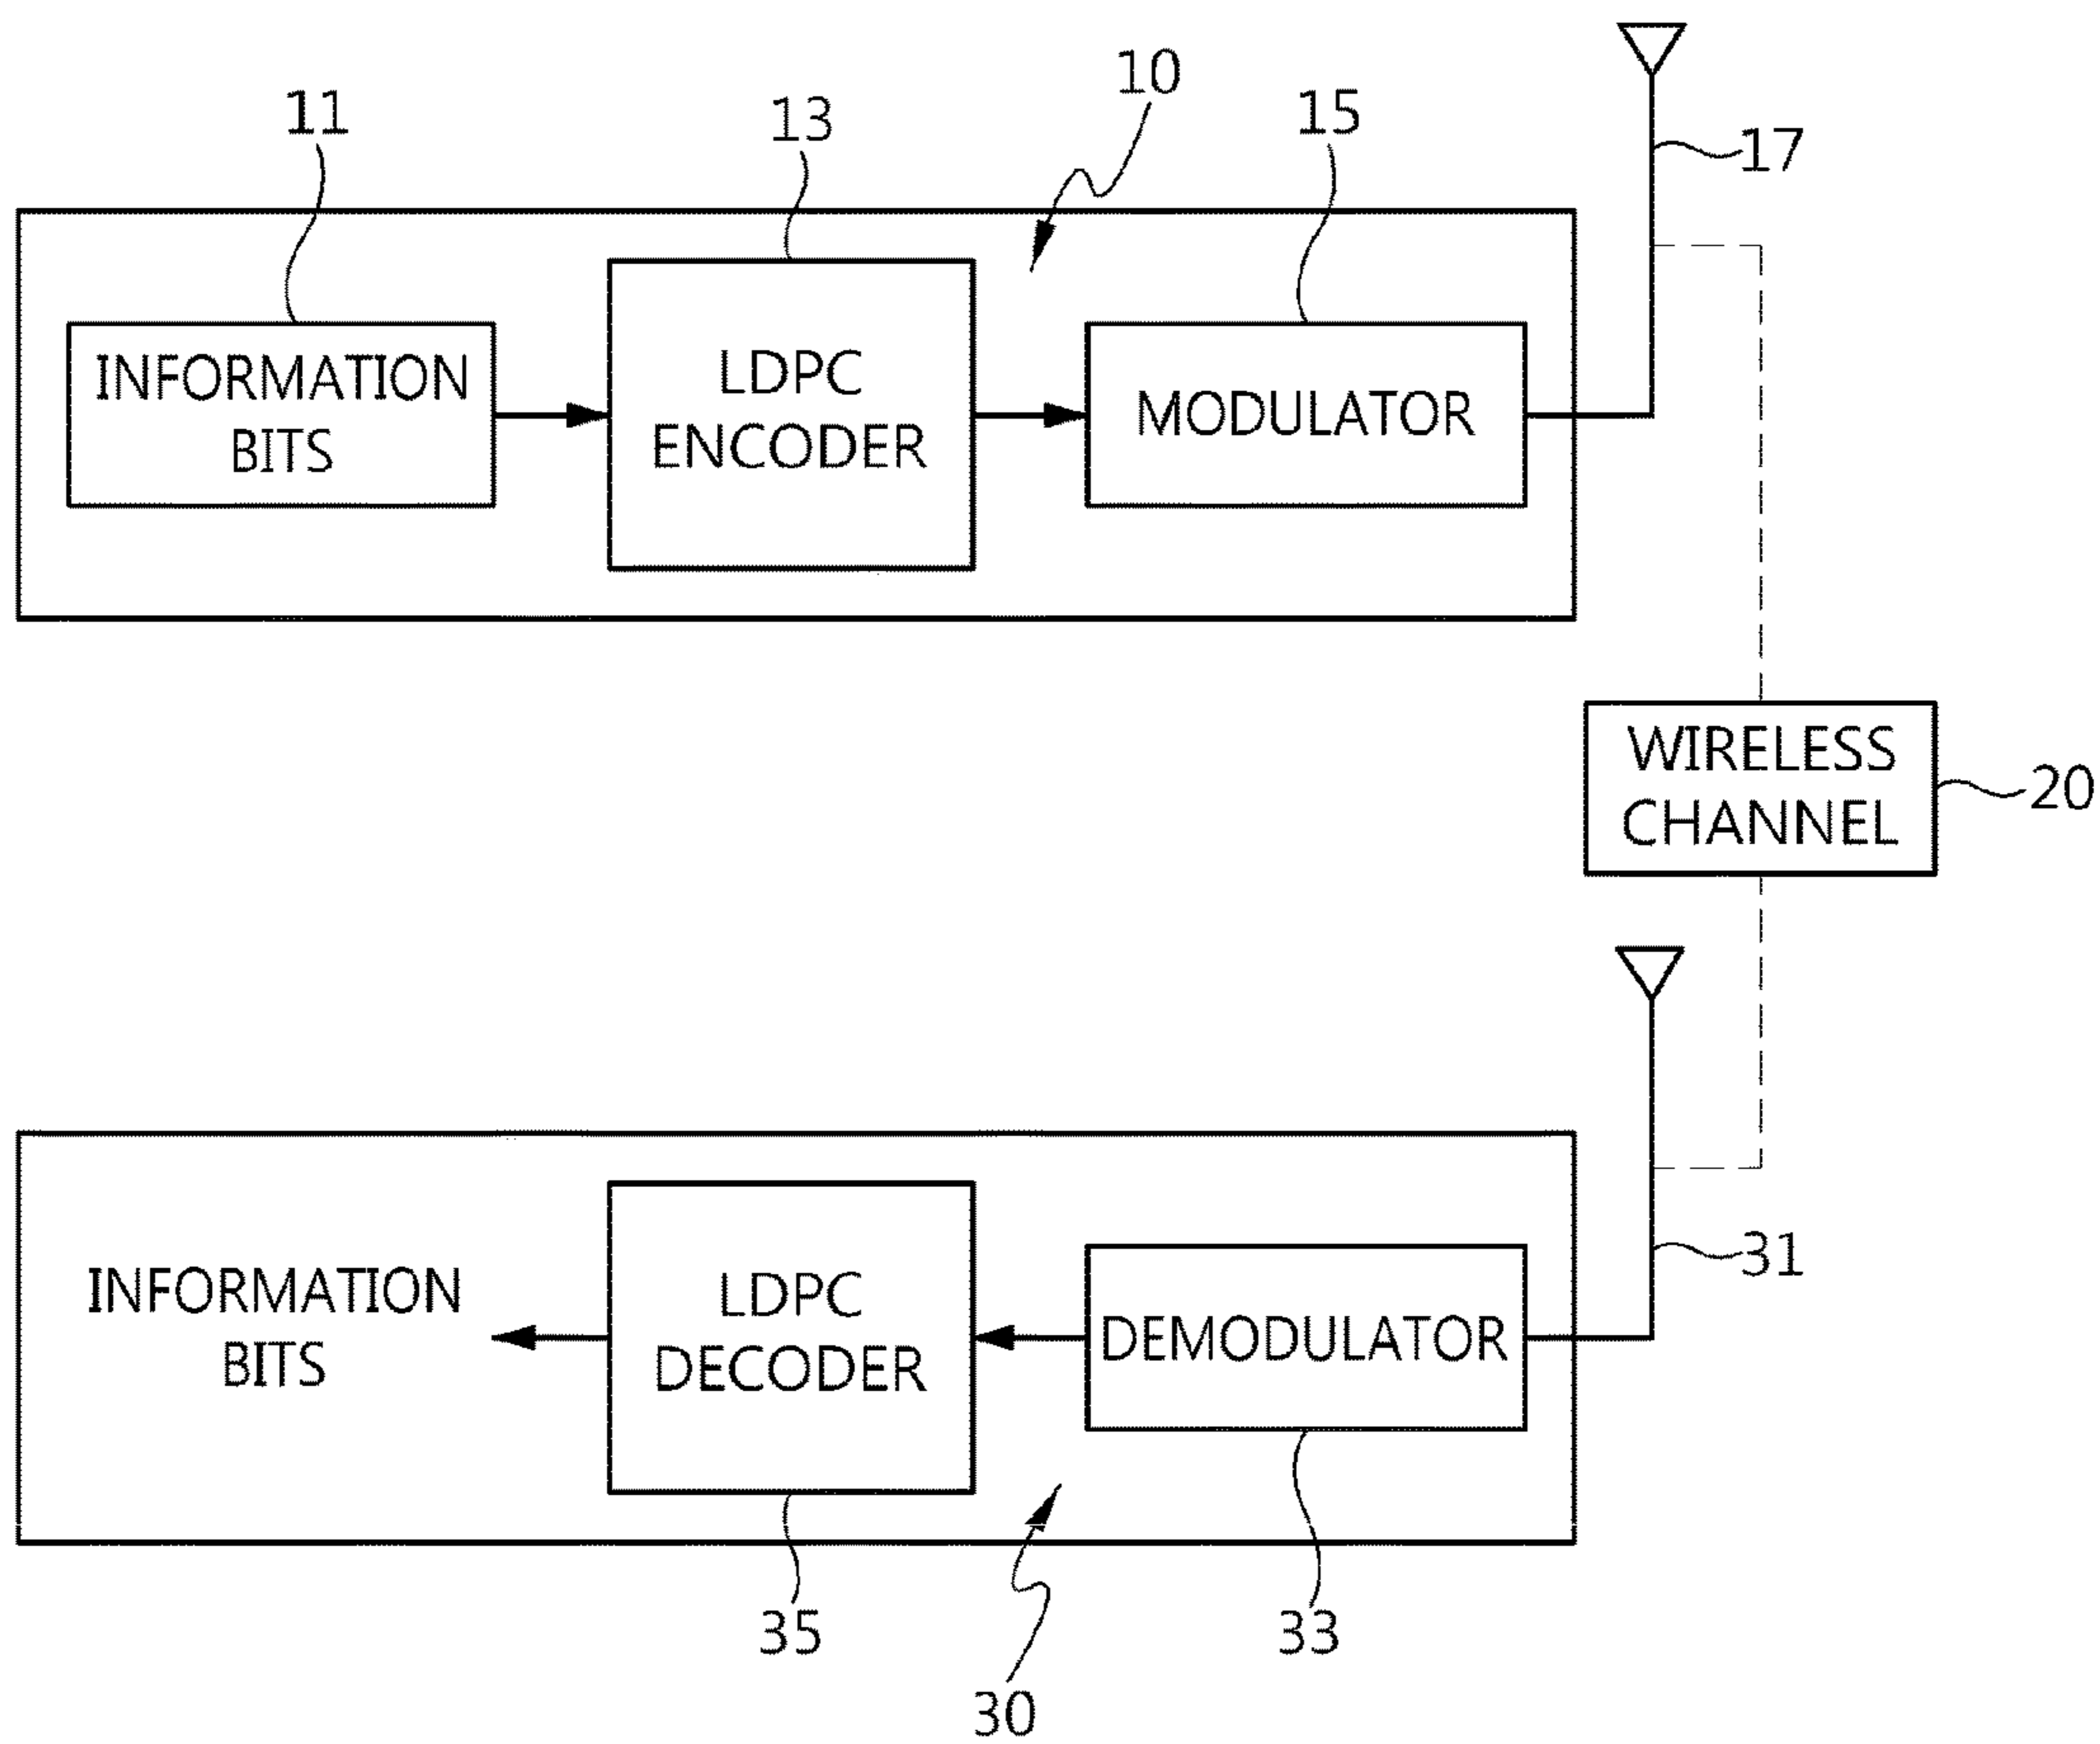 10
11
13
15
17
INFORMATION
BITS
LDPC
ENCODER
MODULATOR
WIRELESS
CHANNEL
20
31
INFORMATION
BITS
LDPC
DECODER
DEMODULATOR
35
33
30